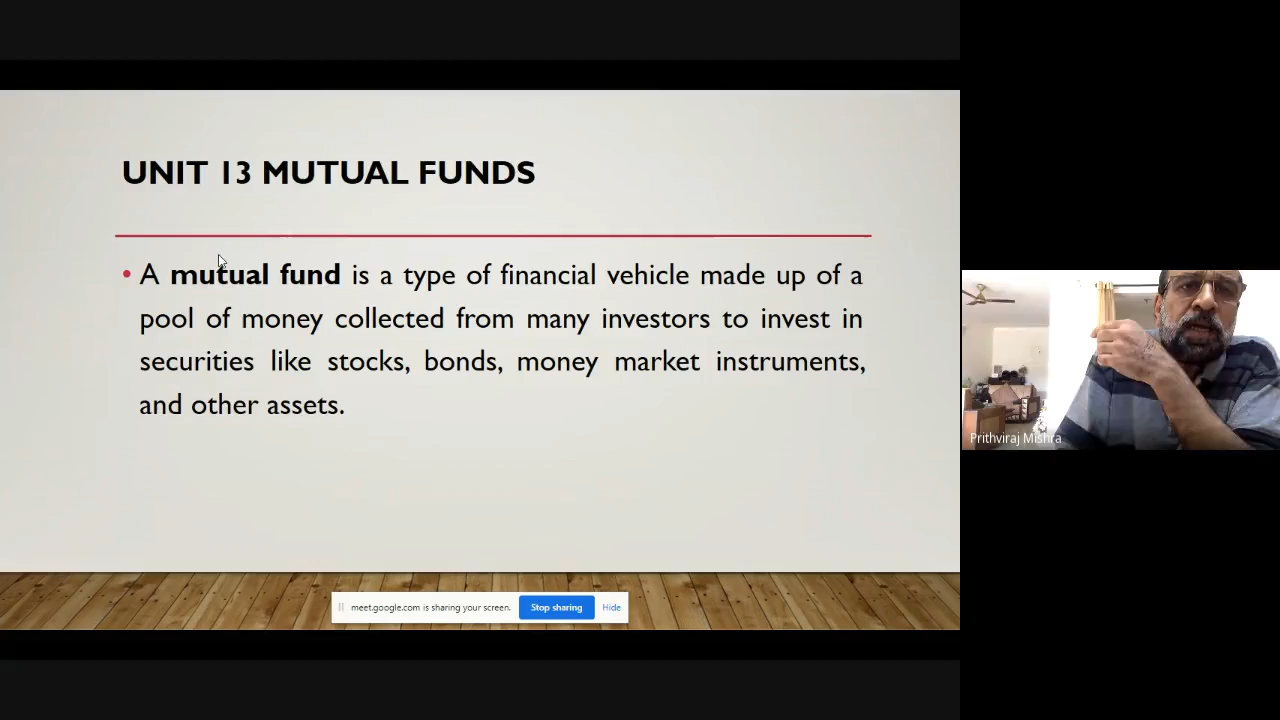 UNIT 13 MUTUAL FUNDS
• A mutual fund is a type of financial vehicle made up of a
pool of money collected from many investors to invest in
securities like stocks, bonds, money market instruments,
and other assets.
Prithviraj Mishra
meet.google.com is sharing your screen. Stop sharing Hide